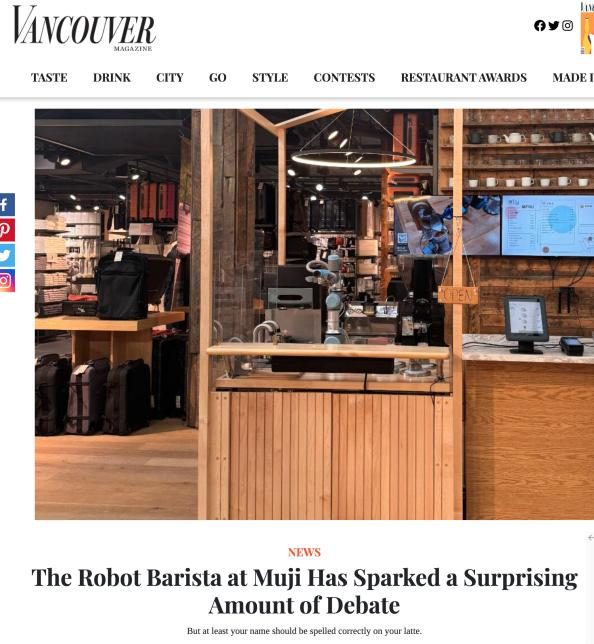 VANCOUVER
MAGAZINE
TASTE DRINK CITY GO STYLE CONTESTS RESTAURANT AWARDS MADE I
OPEN
NEWS
The Robot Barista at Muji Has Sparked a Surprising
Amount of Debate
But at least your name should be spelled correctly on your latte.